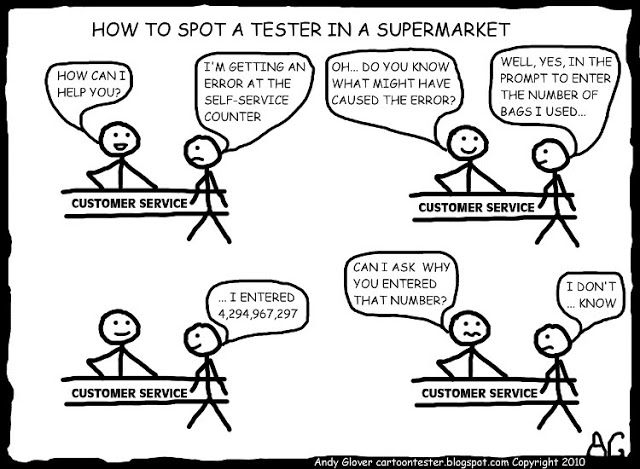 HOW TO SPOT A TESTER IN A SUPERMARKET
HOW CAN I
HELP YOU?
I'M GETTING AN
ERROR AT THE
SELF-SERVICE
COUNTER
CUSTOMER SERVICE
OH... DO YOU KNOW
WHAT MIGHT HAVE
CAUSED THE ERROR?
WELL, YES, IN THE
PROMPT TO ENTER
THE NUMBER OF
BAGS I USED...
CUSTOMER SERVICE
... I ENTERED
4,294,967,297
CUSTOMER SERVICE
CAN I ASK WHY
YOU ENTERED
THAT NUMBER?
I DON'T
... KNOW
CUSTOMER SERVICE
AG
Andy Glover cartoontester.blogspot.com Copyright 2010